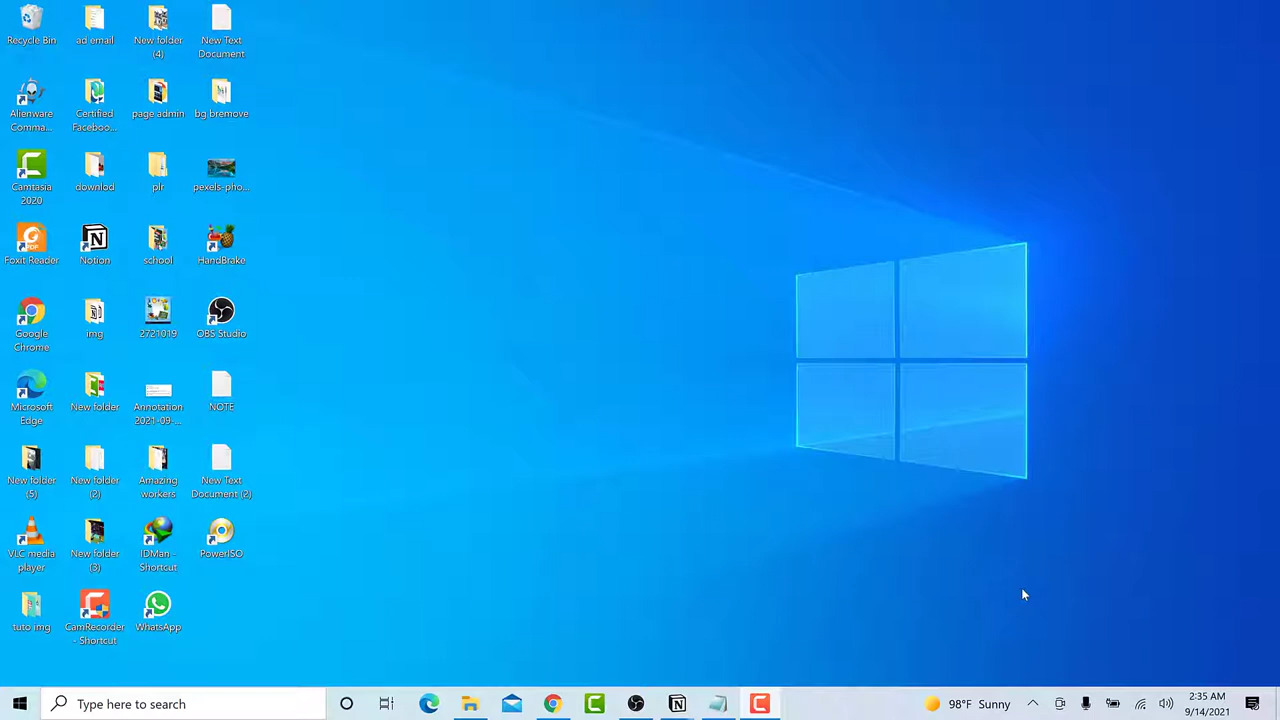 Recycle Bin
ad email
New folder
(4)
New Text
Document
Alienware
Comma...
Certified
Faceboo...
page admin
bg bremove
Camtasia
2020
downlod
plr
pexels-pho...
Foxit Reader
Notion
school
HandBrake
Google
Chrome
img
2721019
OBS Studio
Microsoft
Edge
New folder
Annotation
2021-09-...
NOTE
New folder
(5)
New folder
(2)
Amazing
workers
New Text
Document (2)
VLC media
player
New folder
(3)
IDMan -
Shortcut
PowerISO
tuto img
CamRecorder
- Shortcut
WhatsApp
Type here to search
98°F Sunny
2:35 AM
9/14/2021